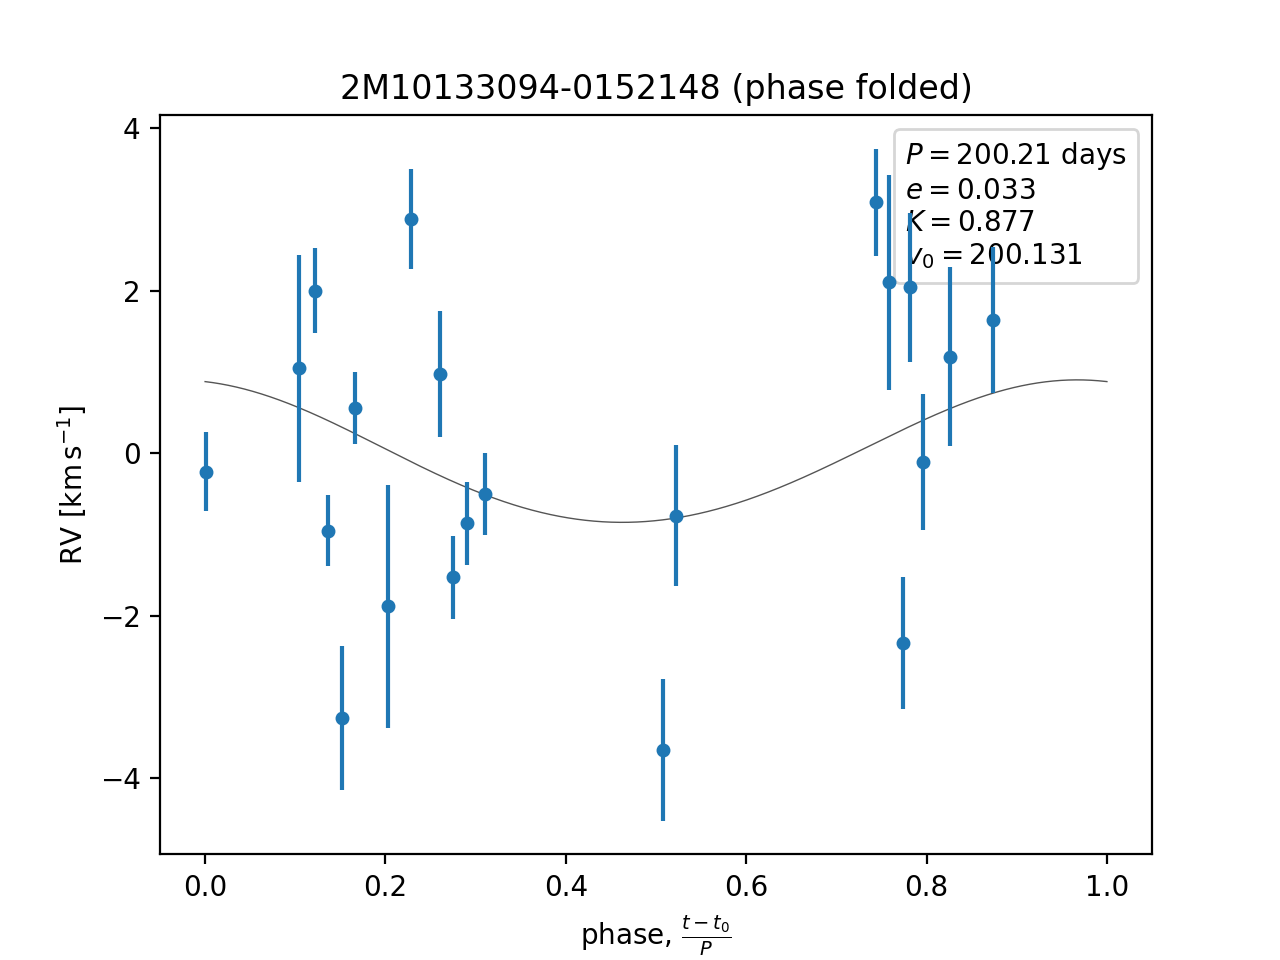 2M10133094-0152148 (phase folded)
P = 200.21 days
e = 0.033
K = 0.877
v₀ = 200.131
4
2
0
−2
−4
RV [km s⁻¹]
0.0 0.2 0.4 0.6 0.8 1.0
phase, (t − t₀)/P